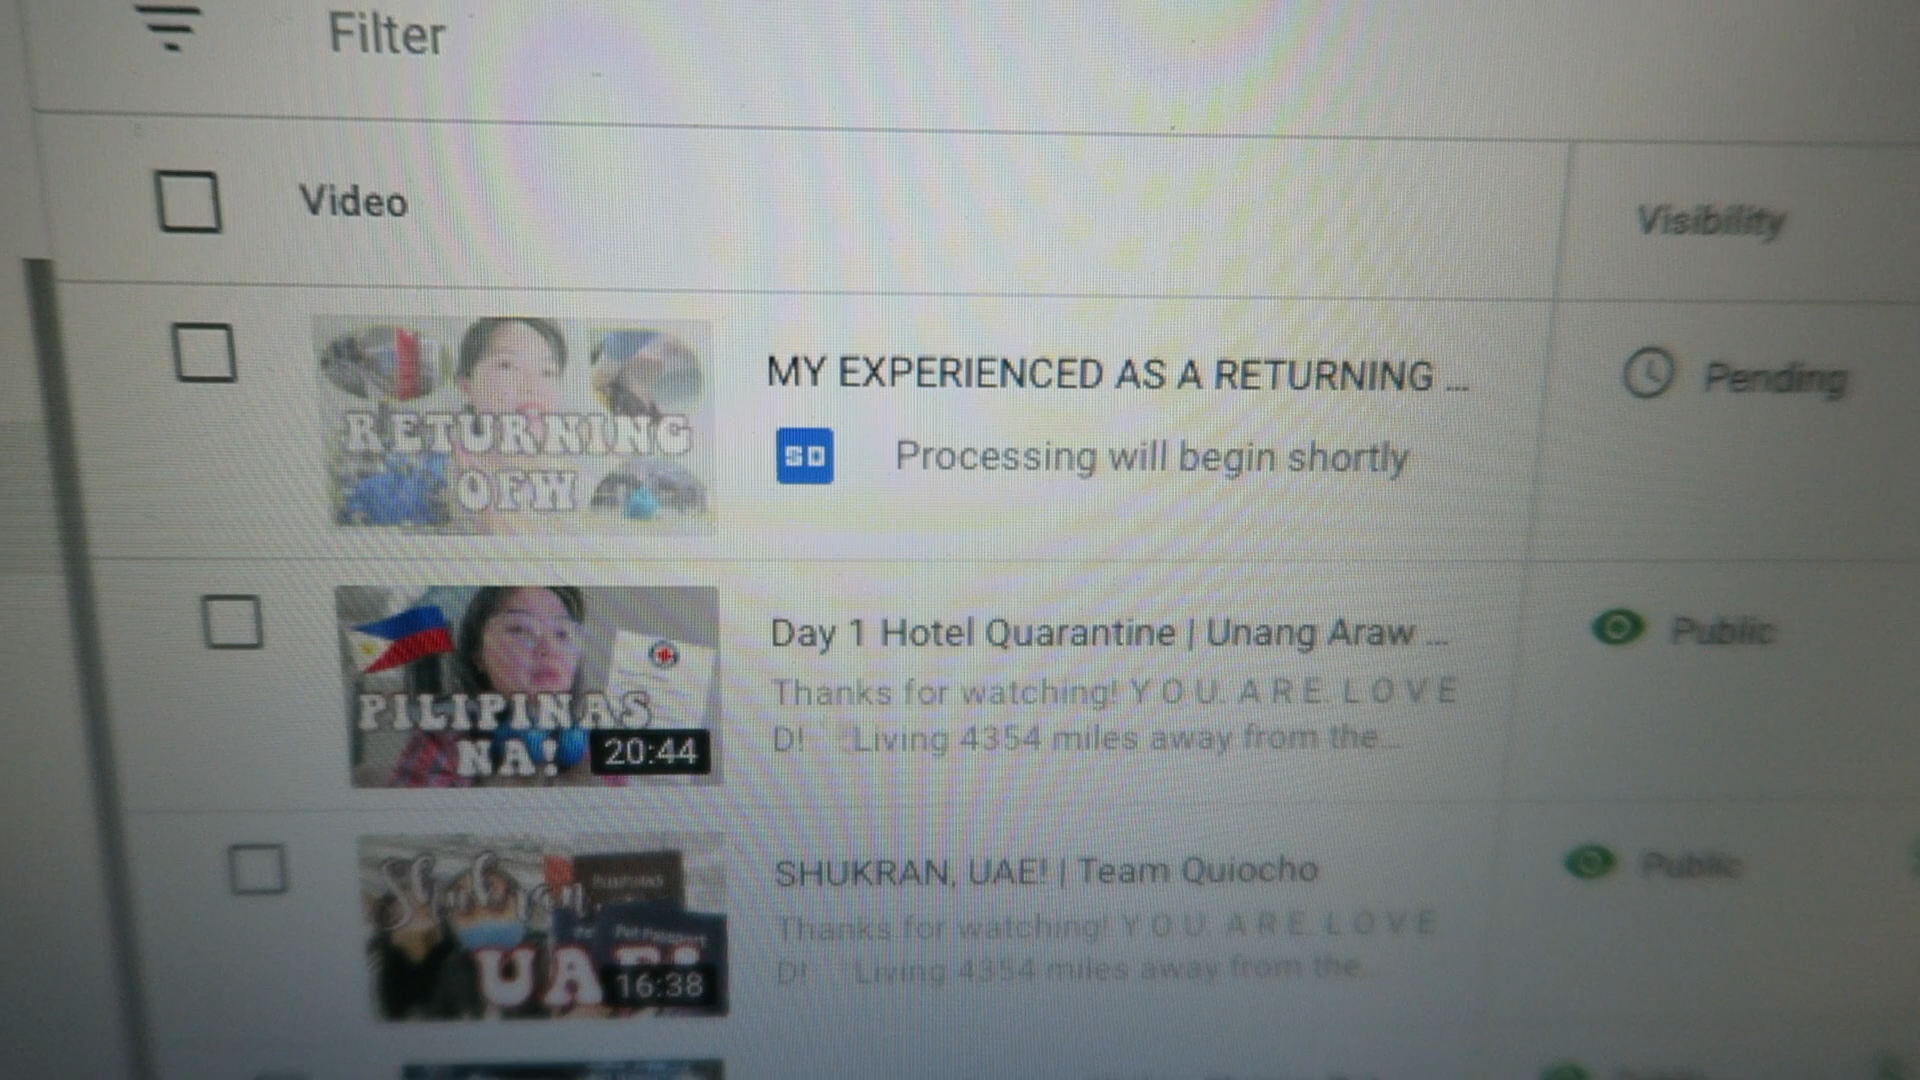 Filter
Video
Visibility
RETURNING
OFW
MY EXPERIENCED AS A RETURNING ...
SD
Processing will begin shortly
Pending
PILIPINAS
NA!
20:44
Day 1 Hotel Quarantine | Unang Araw ...
Thanks for watching! Y O U. A R E. L O V E
D! Living 4354 miles away from the...
Public
Shukran,
UAE!
16:38
SHUKRAN, UAE! | Team Quiocho
Thanks for watching! Y O U. A R E. L O V E
D! Living 4354 miles away from the...
Public